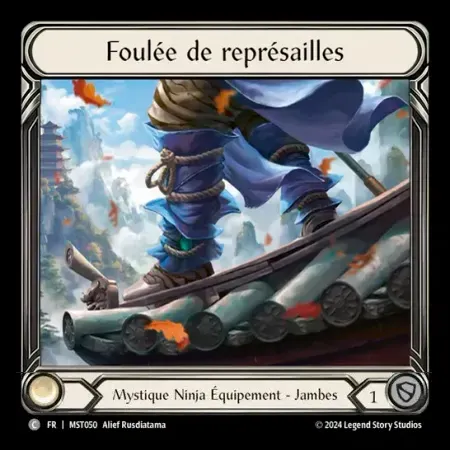 Foulée de représailles
Mystique Ninja Équipement - Jambes
1
C FR | MST050 Alief Rusdiatama
© 2024 Legend Story Studios